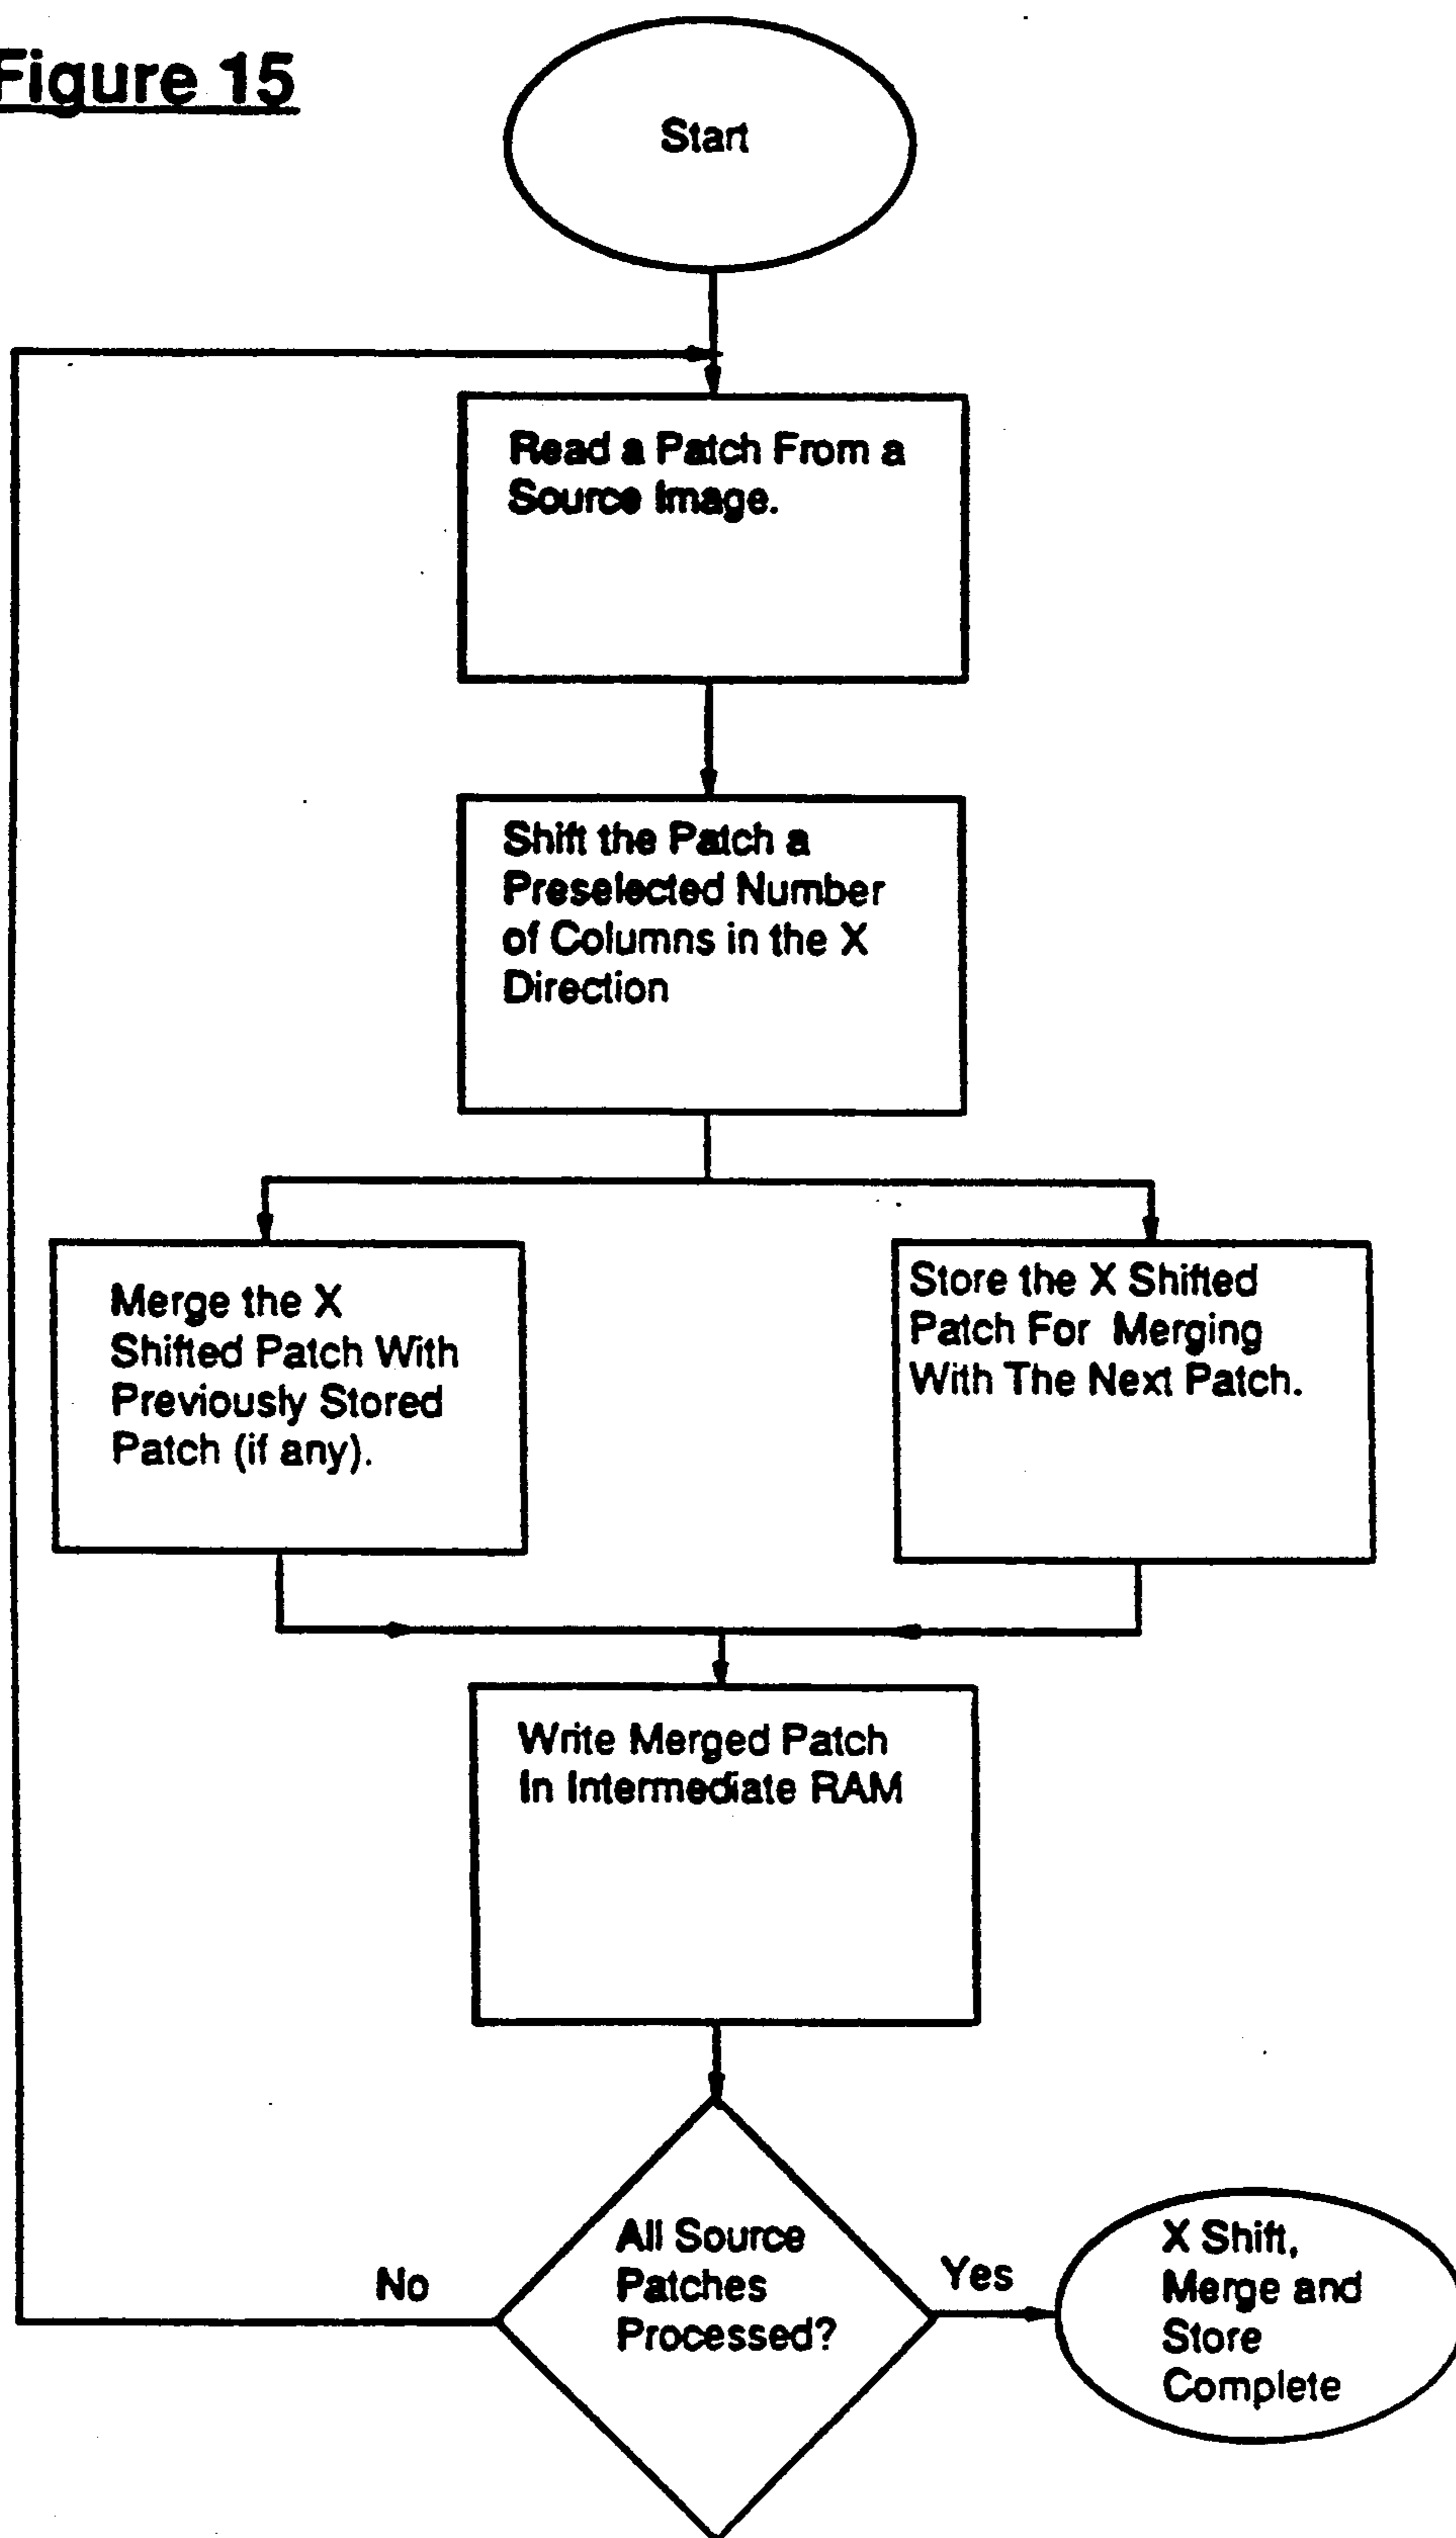 Figure 15
Start
Read a Patch From a
Source Image.
Shift the Patch a
Preselected Number
of Columns in the X
Direction
Merge the X
Shifted Patch With
Previously Stored
Patch (if any).
Store the X Shifted
Patch For Merging
With The Next Patch.
Write Merged Patch
In Intermediate RAM
All Source
Patches
Processed?
No
Yes
X Shift,
Merge and
Store
Complete